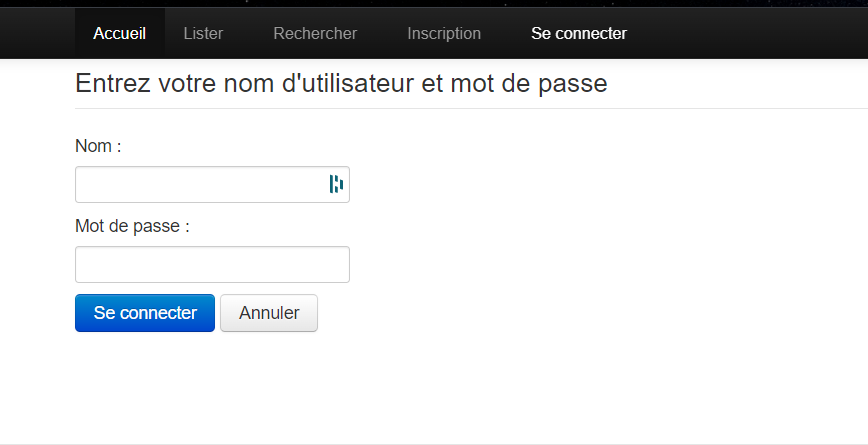 Accueil Lister Rechercher Inscription Se connecter
Entrez votre nom d'utilisateur et mot de passe
Nom :
Mot de passe :
Se connecter Annuler